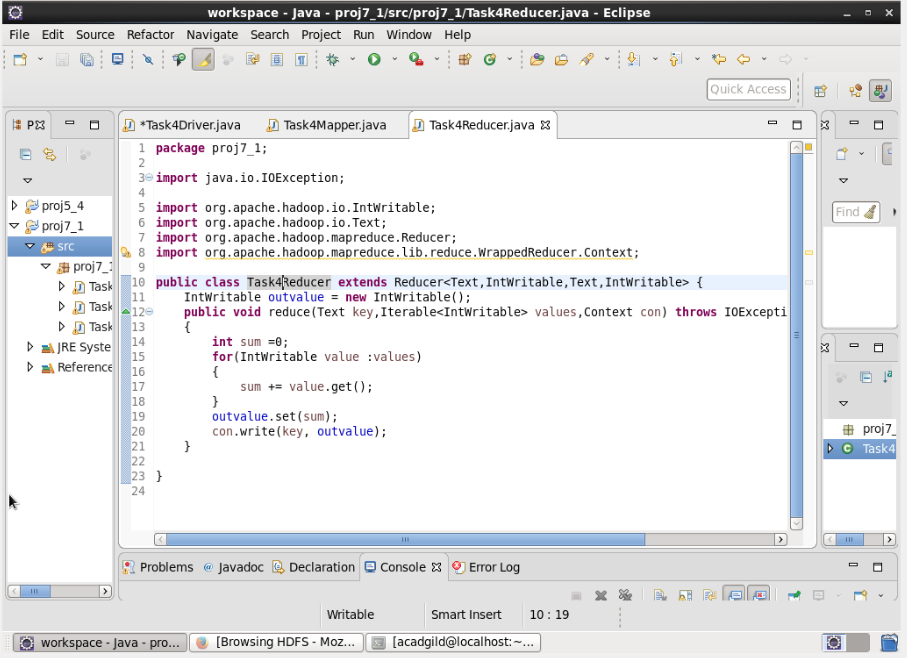 workspace - Java - proj7_1/src/proj7_1/Task4Reducer.java - Eclipse
File Edit Source Refactor Navigate Search Project Run Window Help
Quick Access
P
*Task4Driver.java Task4Mapper.java Task4Reducer.java
proj5_4
proj7_1
src
proj7_1
Task
Task
Task
JRE Syste
Reference
1 package proj7_1;
2
3 import java.io.IOException;
4
5 import org.apache.hadoop.io.IntWritable;
6 import org.apache.hadoop.io.Text;
7 import org.apache.hadoop.mapreduce.Reducer;
8 import org.apache.hadoop.mapreduce.lib.reduce.WrappedReducer.Context;
9
10 public class Task4Reducer extends Reducer<Text,IntWritable,Text,IntWritable> {
11 IntWritable outvalue = new IntWritable();
12 public void reduce(Text key,Iterable<IntWritable> values,Context con) throws IOExcepti
13 {
14 int sum =0;
15 for(IntWritable value :values)
16 {
17 sum += value.get();
18 }
19 outvalue.set(sum);
20 con.write(key, outvalue);
21 }
22
23 }
24
Find
proj7_
Task4
Problems Javadoc Declaration Console Error Log
Writable Smart Insert 10 : 19
workspace - Java - pro... [Browsing HDFS - Moz... [acadgild@localhost:~...